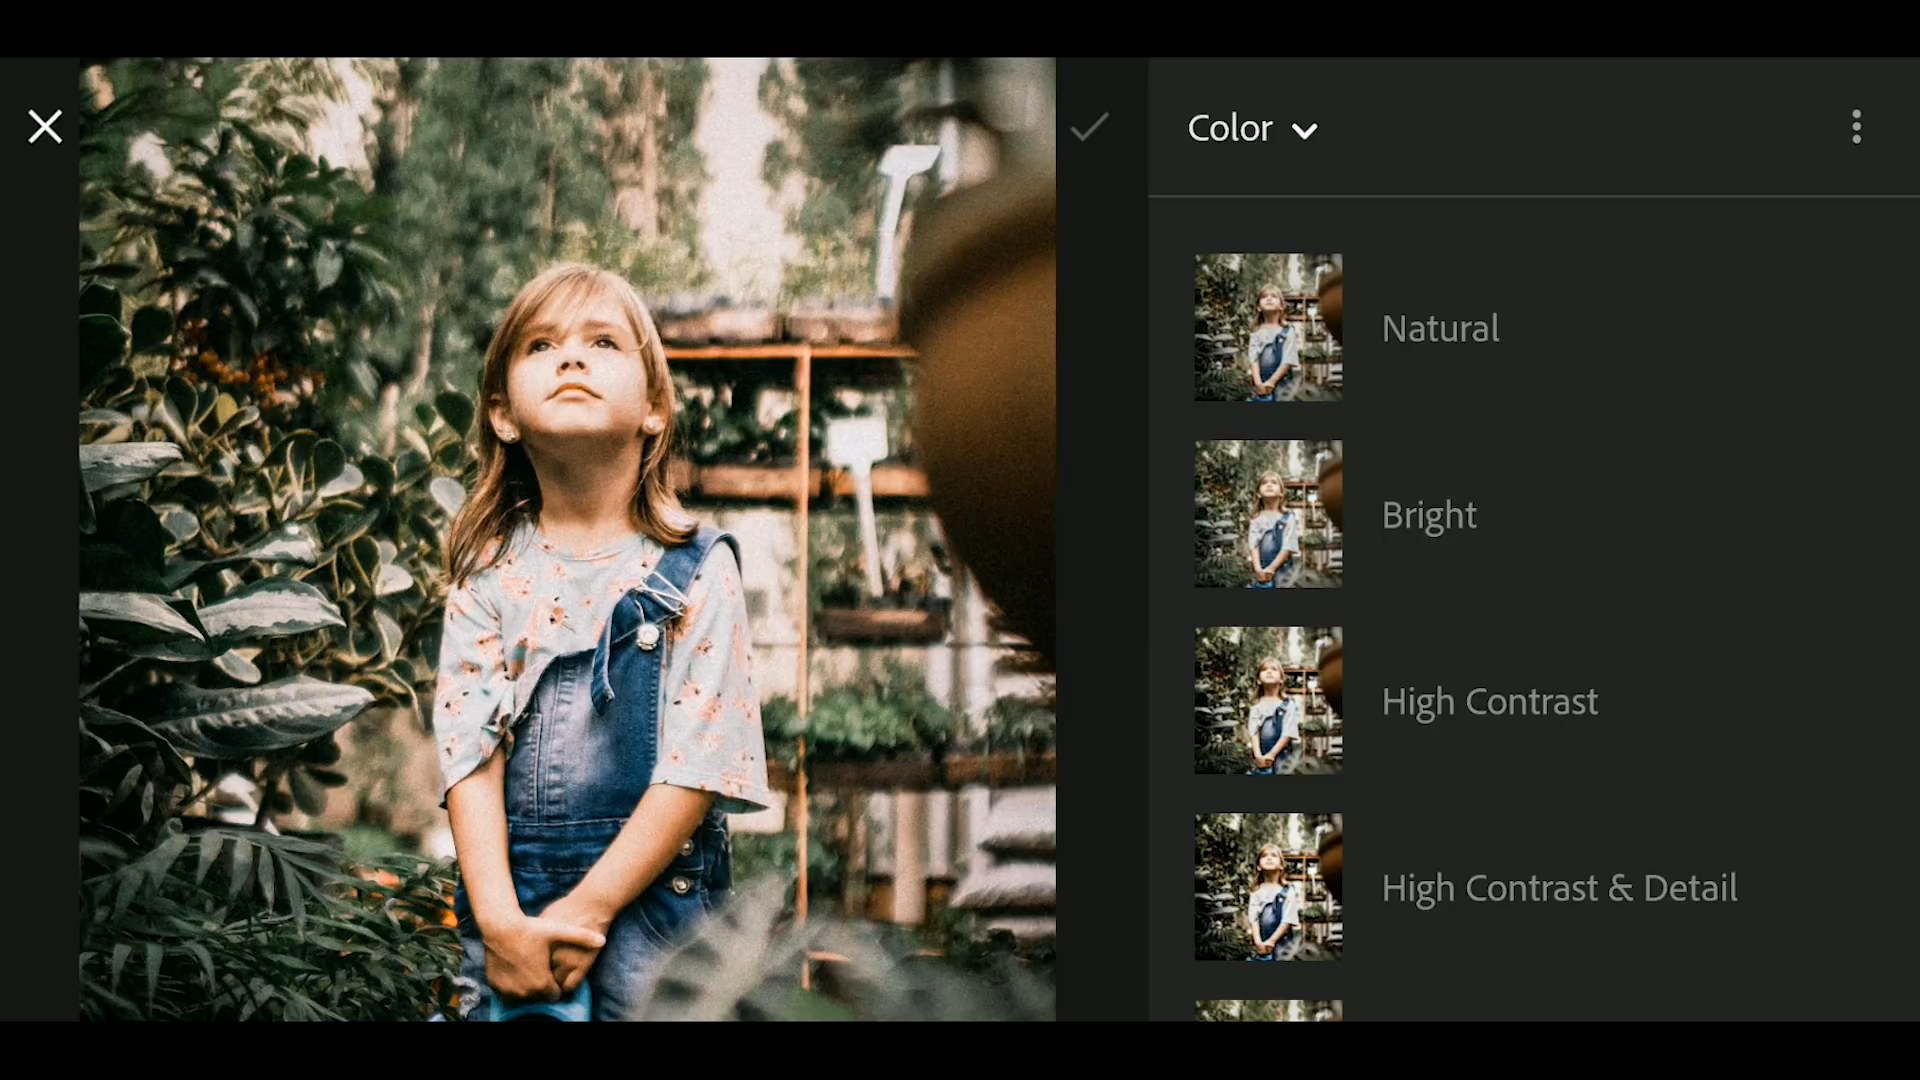 Color
Natural
Bright
High Contrast
High Contrast & Detail